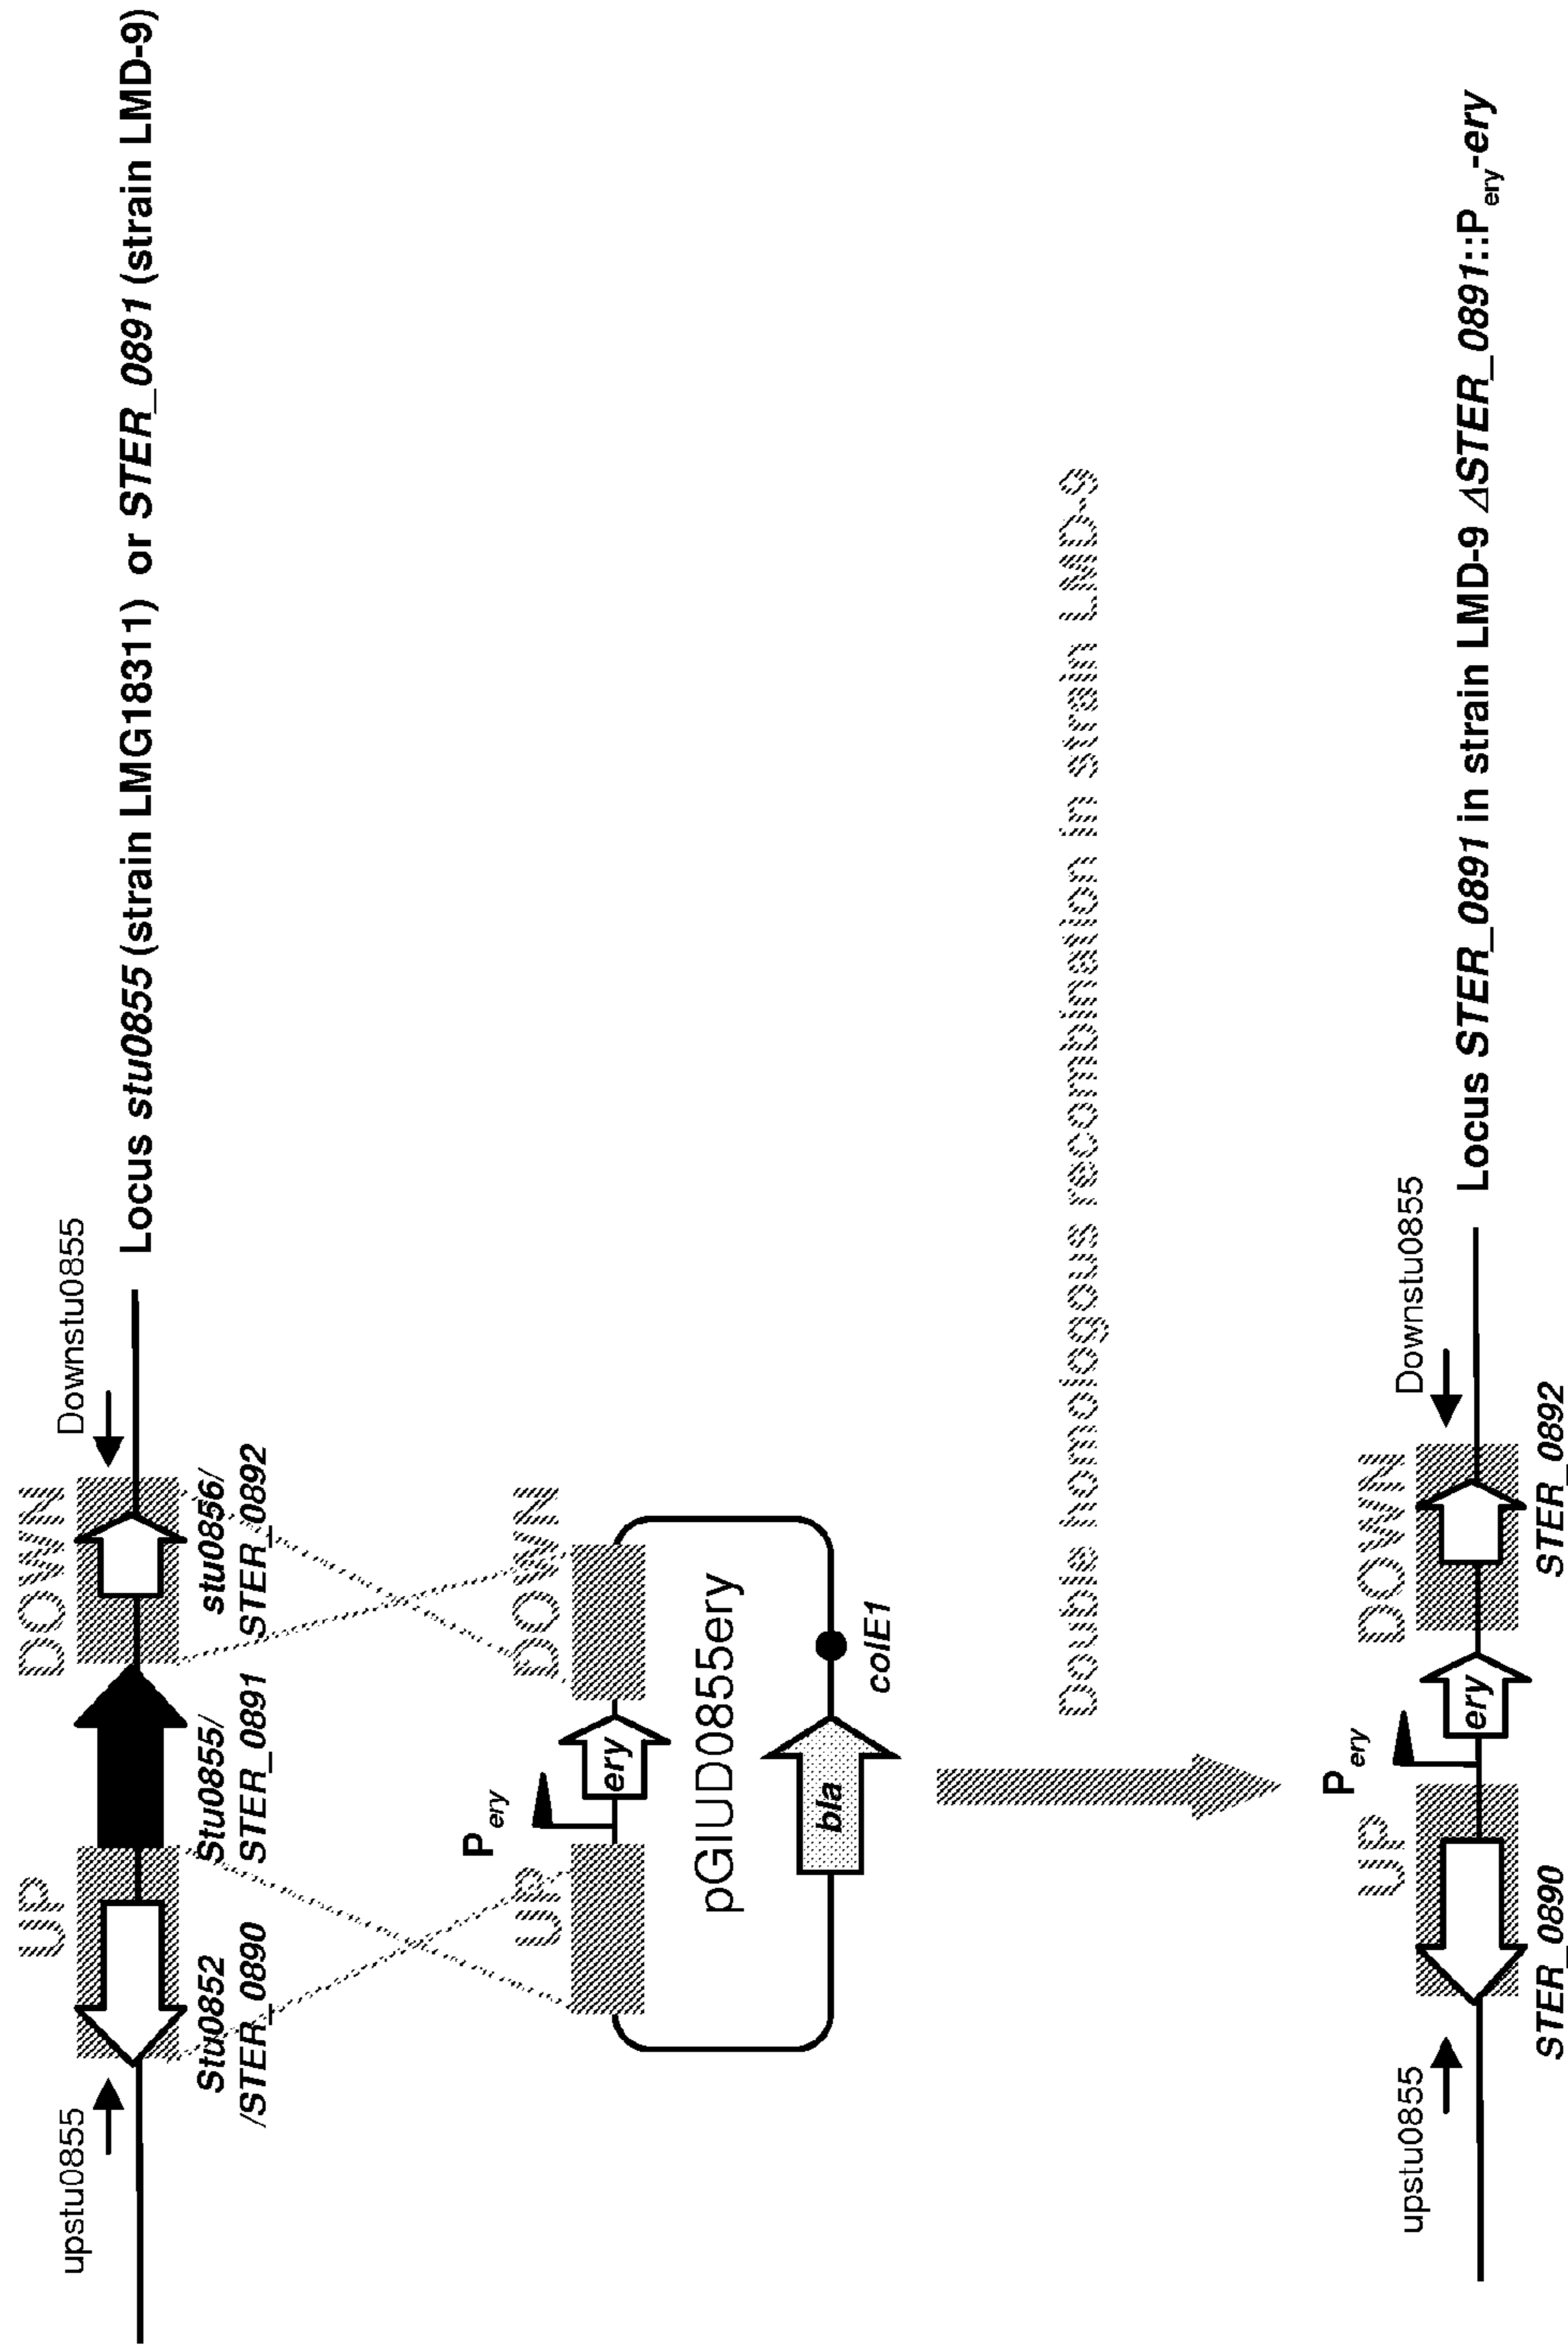 UP
DOWN
upstu0855
Downstu0855
Locus stu0855 (strain LMG18311) or STER_0891 (strain LMD-9)
Stu0852
/STER_0890
Stu0855/
STER_0891
stu0856/
STER_0892
P ery
UP
ery
DOWN
pGIUD0855ery
bla
colE1
Double homologous recombination in strain LMD-9
P ery
UP
DOWN
upstu0855
Downstu0855
ery
Locus STER_0891 in strain LMD-9 ΔSTER_0891::Pery-ery
STER_0890
STER_0892